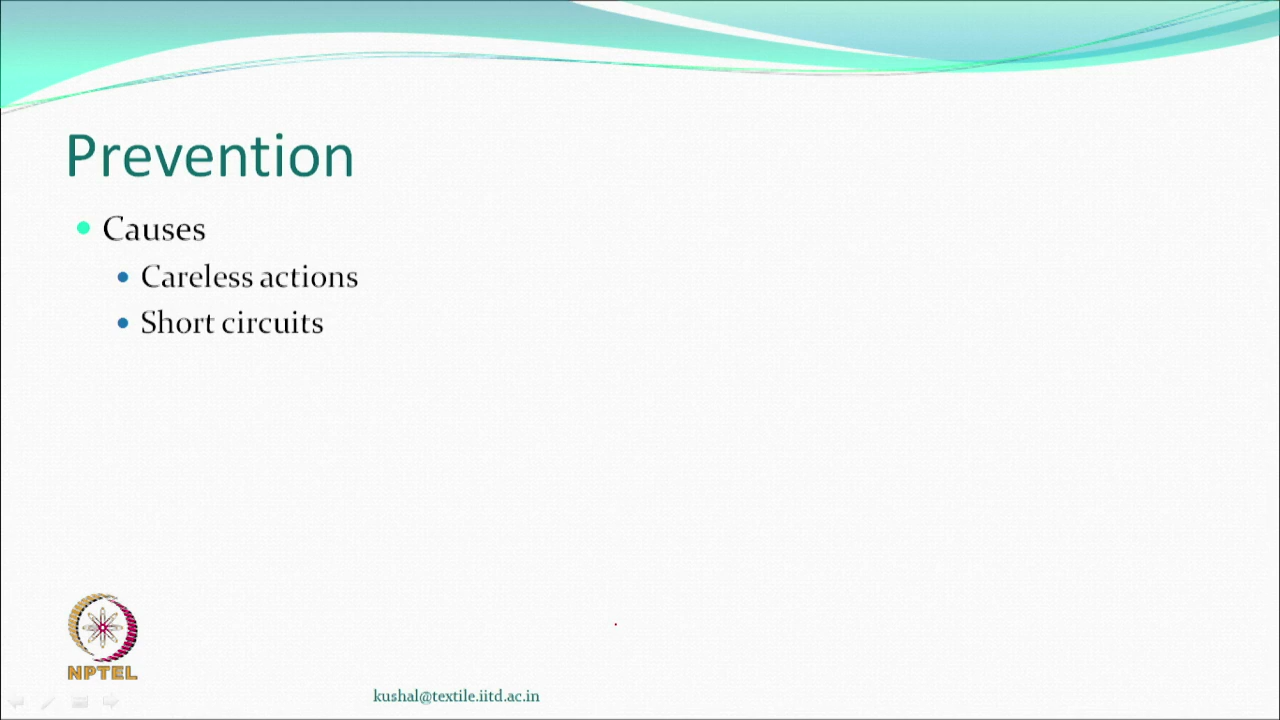 Prevention
Causes
Careless actions
Short circuits
NPTEL
kushal@textile.iitd.ac.in